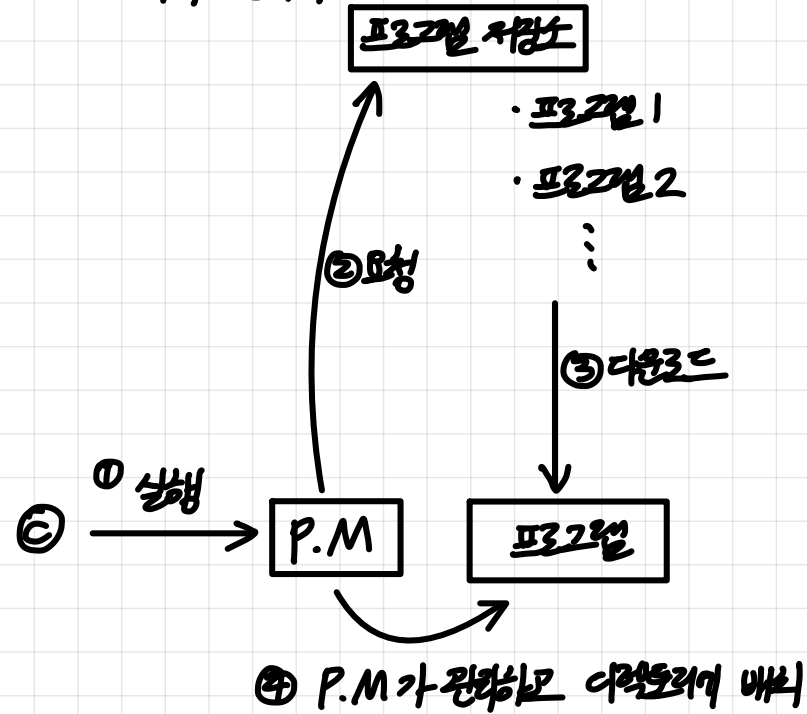 프로그램 저장소
· 프로그램 1
· 프로그램 2
⋮
② 요청
③ 다운로드
① 실행
ⓒ
P.M
프로그램
④ P.M가 관리하고 디렉토리에 배치